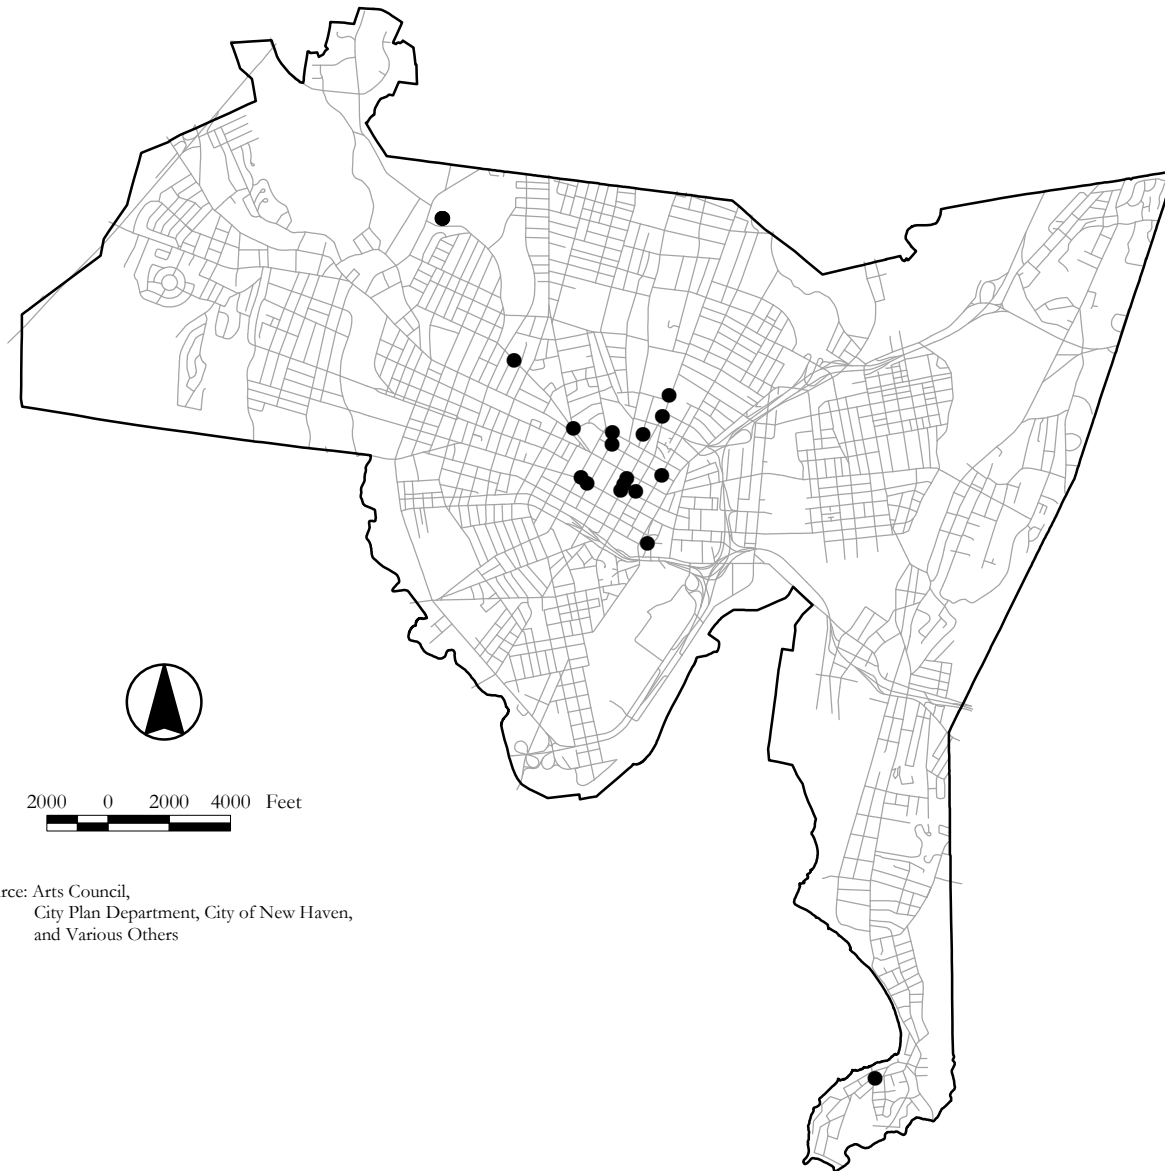 2000 0 2000 4000 Feet
rce: Arts Council,
City Plan Department, City of New Haven,
and Various Others